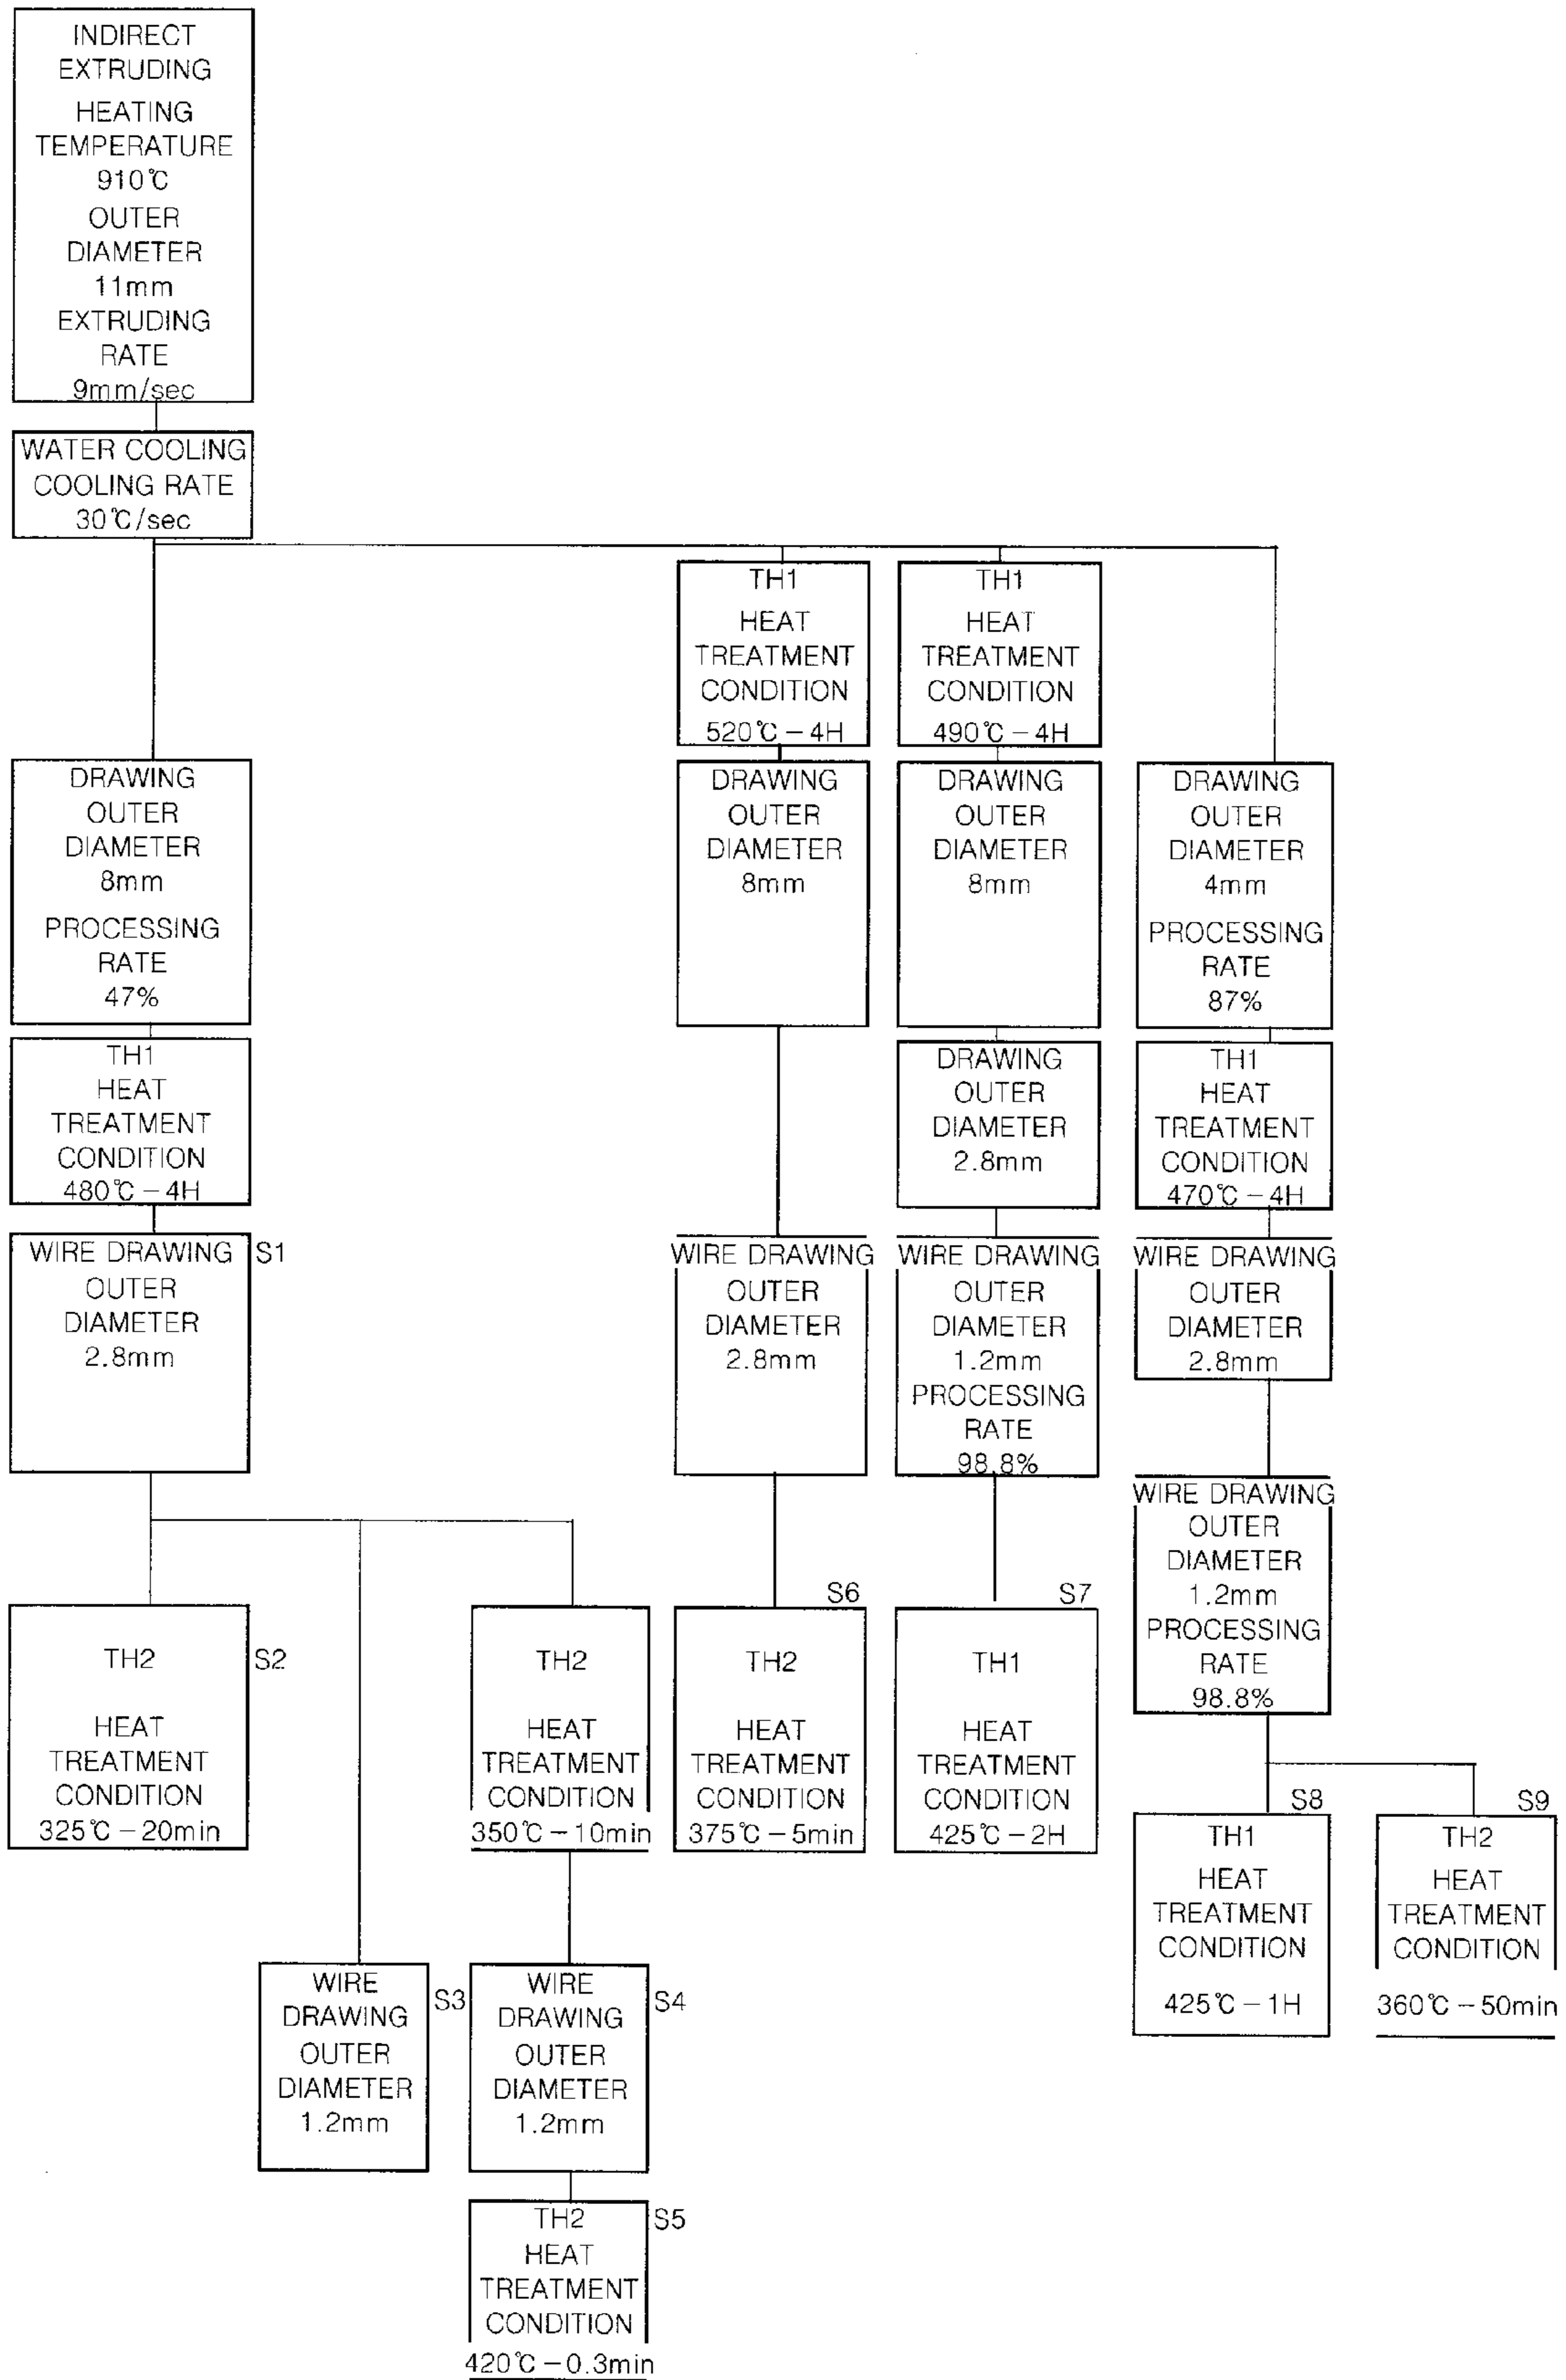 INDIRECT
EXTRUDING
HEATING
TEMPERATURE
910℃
OUTER
DIAMETER
11mm
EXTRUDING
RATE
9mm/sec
WATER COOLING
COOLING RATE
30℃/sec
DRAWING
OUTER
DIAMETER
8mm
PROCESSING
RATE
47%
TH1
HEAT
TREATMENT
CONDITION
480℃-4H
WIRE DRAWING
OUTER
DIAMETER
2.8mm
S1
TH2
HEAT
TREATMENT
CONDITION
325℃-20min
S2
WIRE
DRAWING
OUTER
DIAMETER
1.2mm
S3
TH2
HEAT
TREATMENT
CONDITION
350℃-10min
WIRE
DRAWING
OUTER
DIAMETER
1.2mm
S4
TH2
HEAT
TREATMENT
CONDITION
420℃-0.3min
S5
TH1
HEAT
TREATMENT
CONDITION
520℃-4H
DRAWING
OUTER
DIAMETER
8mm
WIRE DRAWING
OUTER
DIAMETER
2.8mm
S6
TH2
HEAT
TREATMENT
CONDITION
375℃-5min
TH1
HEAT
TREATMENT
CONDITION
490℃-4H
DRAWING
OUTER
DIAMETER
8mm
DRAWING
OUTER
DIAMETER
2.8mm
WIRE DRAWING
OUTER
DIAMETER
1.2mm
PROCESSING
RATE
98.8%
S7
TH1
HEAT
TREATMENT
CONDITION
425℃-2H
DRAWING
OUTER
DIAMETER
4mm
PROCESSING
RATE
87%
TH1
HEAT
TREATMENT
CONDITION
470℃-4H
WIRE DRAWING
OUTER
DIAMETER
2.8mm
WIRE DRAWING
OUTER
DIAMETER
1.2mm
PROCESSING
RATE
98.8%
S8
TH1
HEAT
TREATMENT
CONDITION
425℃-1H
S9
TH2
HEAT
TREATMENT
CONDITION
360℃-50min